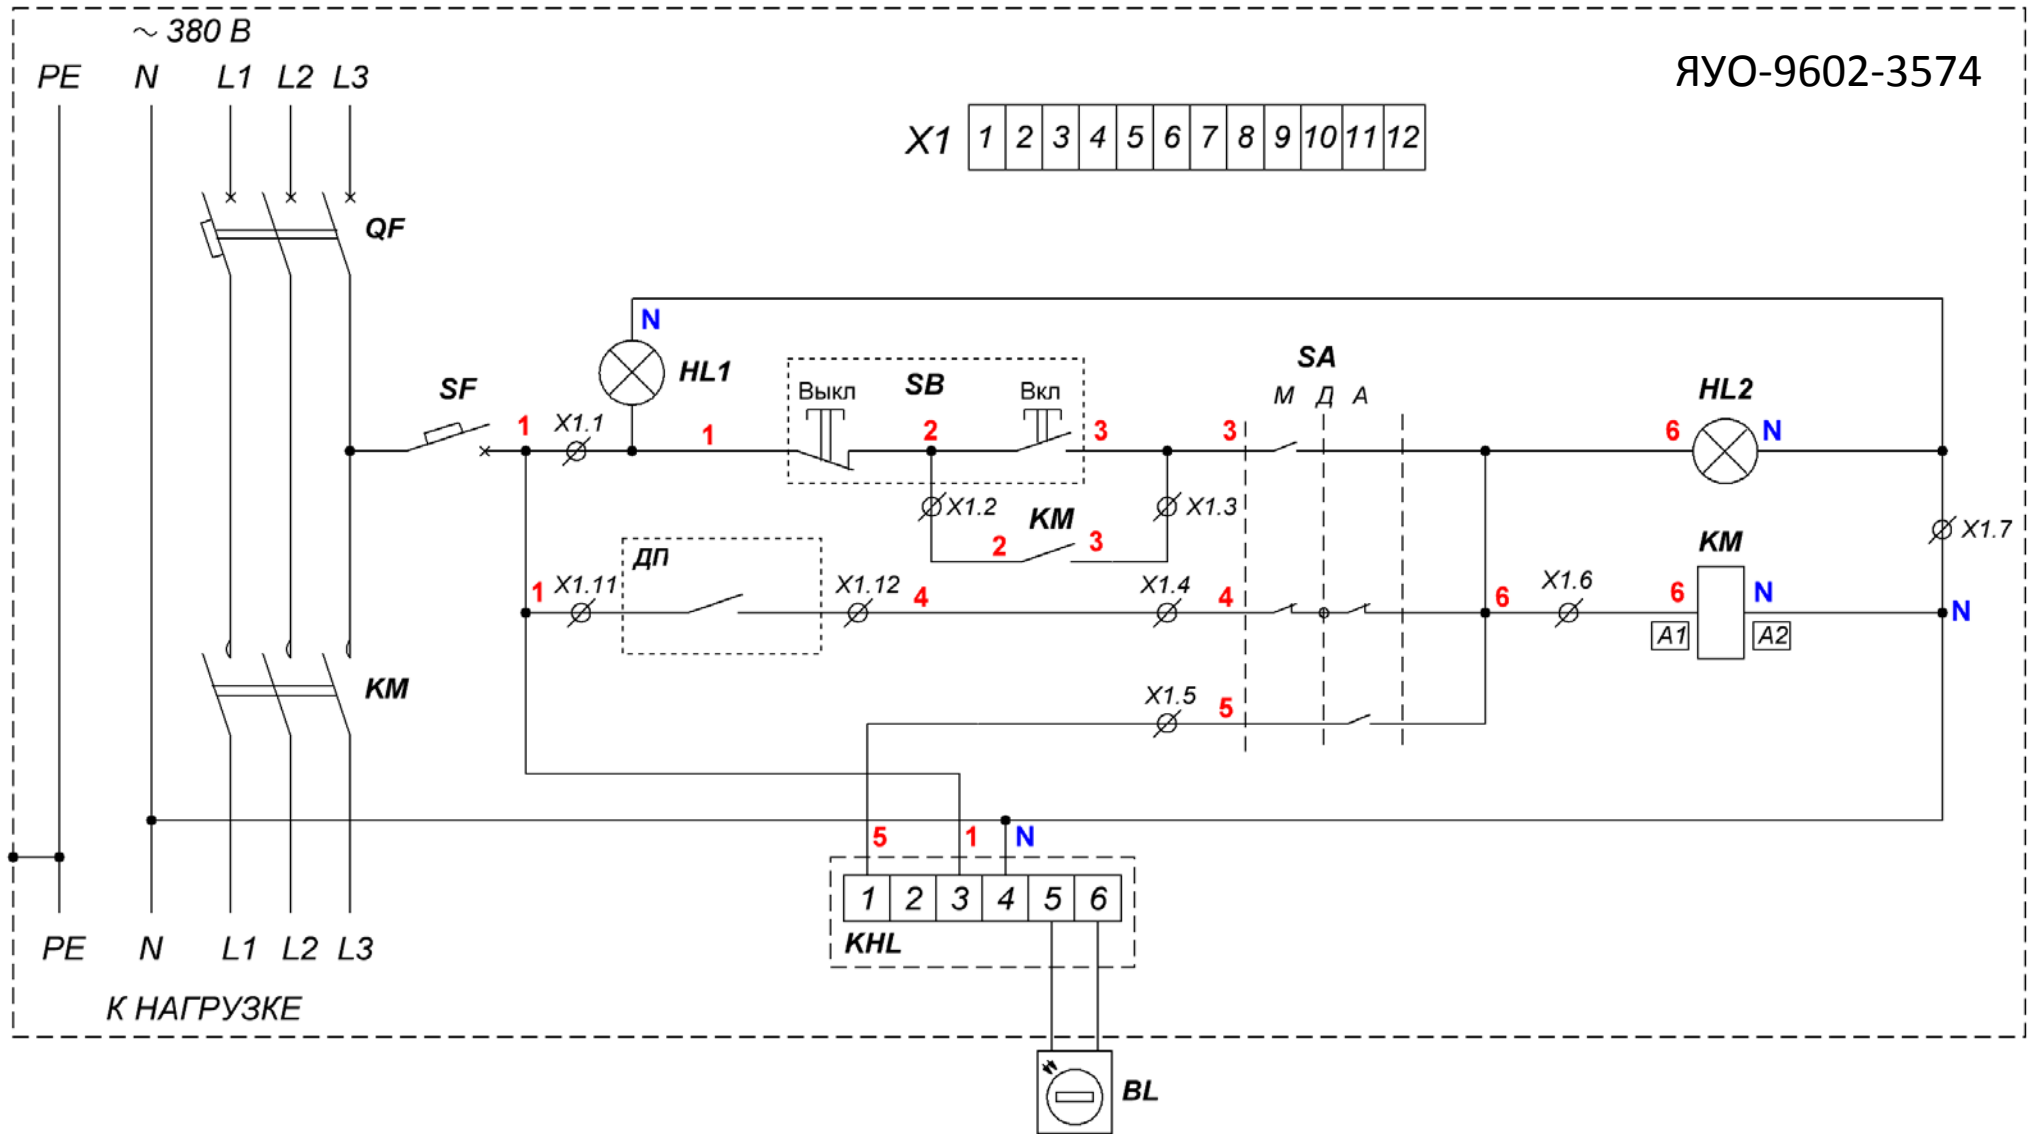 ~ 380 В
PE N L1 L2 L3
ЯУО-9602-3574
X1 1 2 3 4 5 6 7 8 9 10 11 12
QF
N
HL1
SF
SB
Выкл Вкл
SA
М Д А
HL2
1 X1.1 1 2 3 3 6 N
X1.2 X1.3
KM
2 3
X1.7
ДП
KM
1 X1.11 X1.12 4 X1.4 4 6 X1.6 6 N N
A1 A2
KM
X1.5 5
5 1 N
1 2 3 4 5 6
KHL
PE N L1 L2 L3
К НАГРУЗКЕ
BL